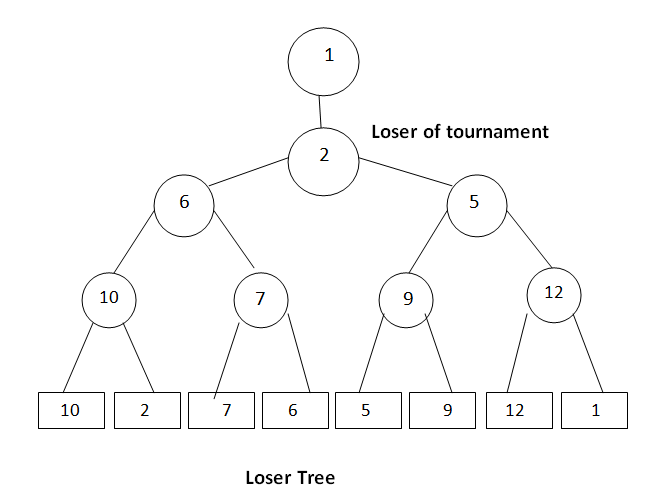 1
Loser of tournament
2
6 5
10 7 9 12
10 2 7 6 5 9 12 1
Loser Tree